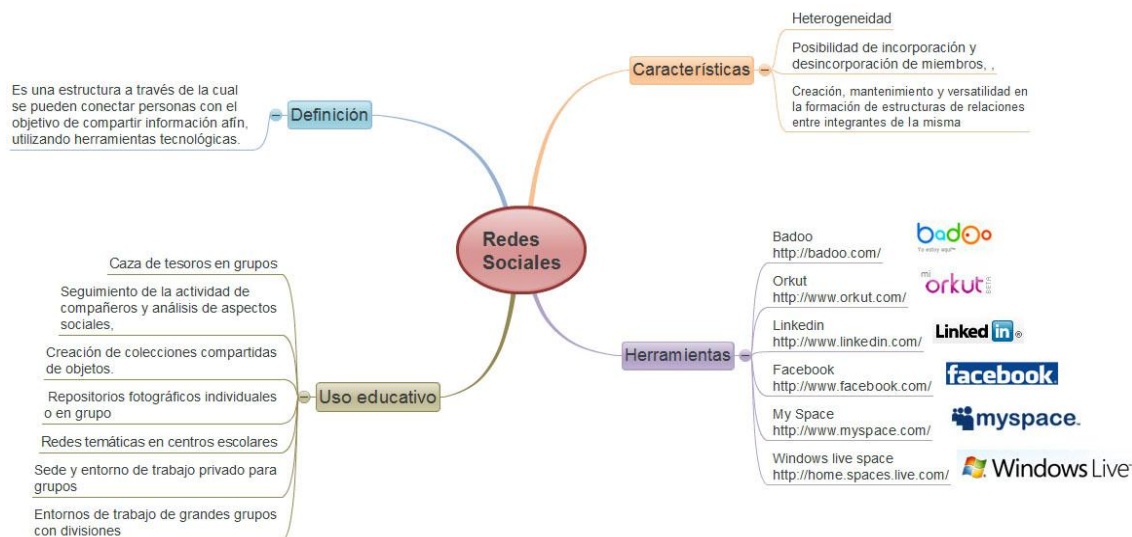 Redes
Sociales
Definición
Es una estructura a través de la cual
se pueden conectar personas con el
objetivo de compartir información afín,
utilizando herramientas tecnológicas.
Características
Heterogeneidad
Posibilidad de incorporación y
desincorporación de miembros, ,
Creación, mantenimiento y versatilidad en
la formación de estructuras de relaciones
entre integrantes de la misma
Herramientas
Badoo
http://badoo.com/
badoo
Yo estoy aquí™
Orkut
http://www.orkut.com/
mi
orkut
BETA
Linkedin
http://www.linkedin.com/
Linked in ®
Facebook
http://www.facebook.com/
facebook.
My Space
http://www.myspace.com/
myspace™
Windows live space
http://home.spaces.live.com/
Windows Live™
Uso educativo
Caza de tesoros en grupos
Seguimiento de la actividad de
compañeros y análisis de aspectos
sociales,
Creación de colecciones compartidas
de objetos.
Repositorios fotográficos individuales
o en grupo
Redes temáticas en centros escolares
Sede y entorno de trabajo privado para
grupos
Entornos de trabajo de grandes grupos
con divisiones